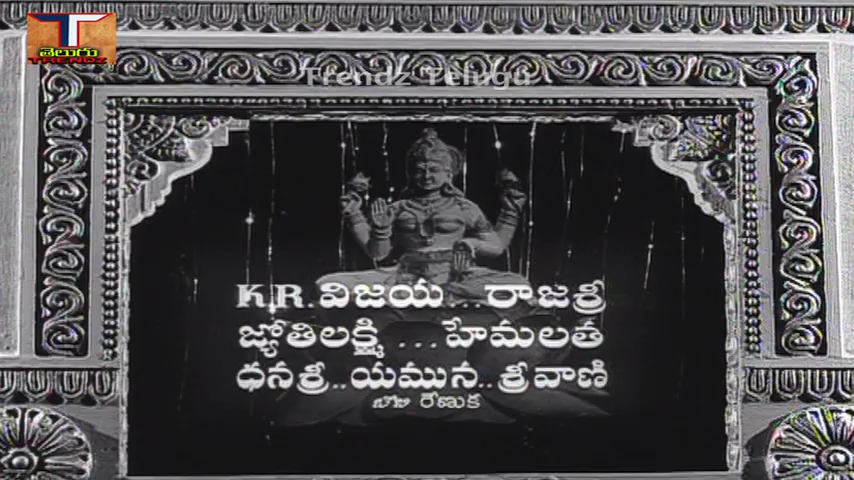 తెలుగు
TRENDZ
Trendz Telugu
K.R. విజయ...రాజశ్రీ
జ్యోతిలక్ష్మి ...హేమలత
ధనశ్రీ..యమున..శ్రీవాణి
బేబి రేణుక